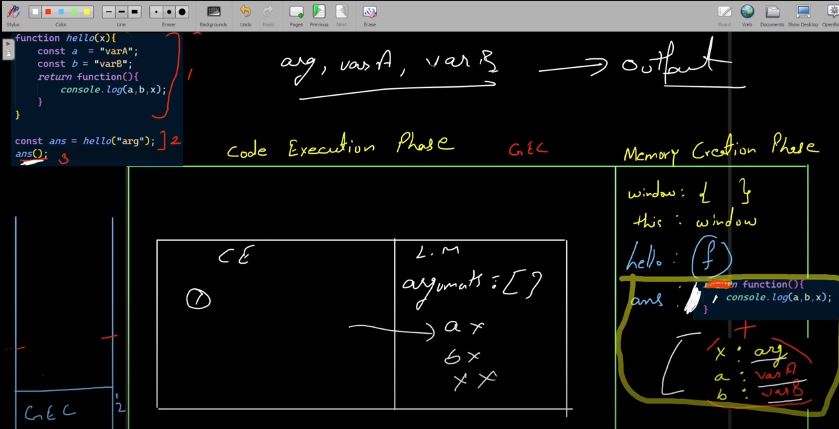 Stylus
Color
Line
Eraser
Backgrounds
Undo
Redo
Pages
Previous
Next
Erase
Board
Web
Documents
Show Desktop
function hello(x){
const a = "varA";
const b = "varB";
return function(){
console.log(a,b,x);
}
}
1
const ans = hello("arg"); 2
ans(); 3
arg, varA, varB → output
Code Execution Phase GEC Memory Creation Phase
window: { }
this: window
hello: f
ans:
function(){
console.log(a,b,x);
}
+
x: arg
a: varA
b: varB
CE L.M
1 arguments: []
→ a x
b x
x x
GEC
2